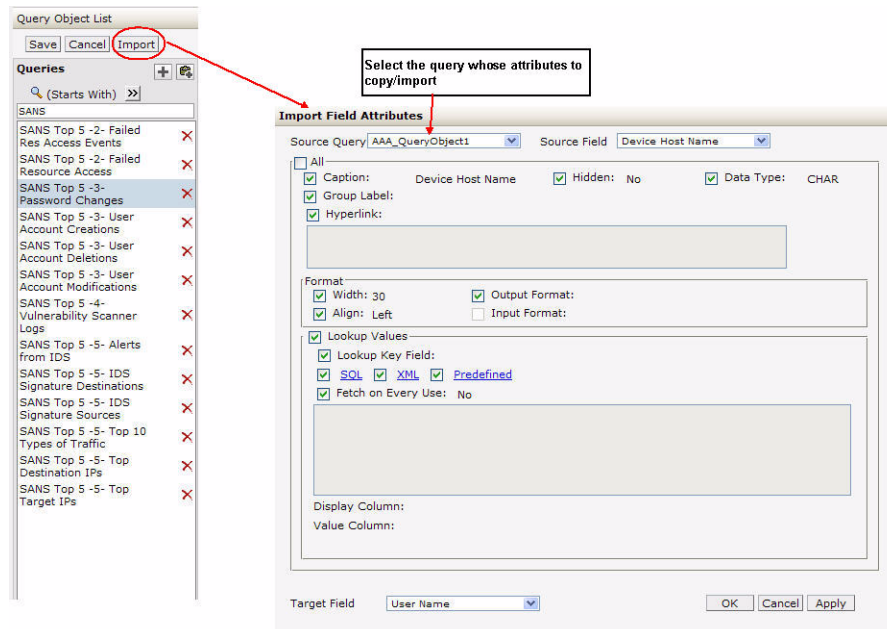 Query Object List
Save Cancel Import
Queries
(Starts With) >>
SANS
SANS Top 5 -2- Failed
Res Access Events
SANS Top 5 -2- Failed
Resource Access
SANS Top 5 -3-
Password Changes
SANS Top 5 -3- User
Account Creations
SANS Top 5 -3- User
Account Deletions
SANS Top 5 -3- User
Account Modifications
SANS Top 5 -4-
Vulnerability Scanner
Logs
SANS Top 5 -5- Alerts
from IDS
SANS Top 5 -5- IDS
Signature Destinations
SANS Top 5 -5- IDS
Signature Sources
SANS Top 5 -5- Top 10
Types of Traffic
SANS Top 5 -5- Top
Destination IPs
SANS Top 5 -5- Top
Target IPs
Select the query whose attributes to
copy/import
Import Field Attributes
Source Query AAA_QueryObject1 Source Field Device Host Name
All
Caption: Device Host Name Hidden: No Data Type: CHAR
Group Label:
Hyperlink:
Format
Width: 30 Output Format:
Align: Left Input Format:
Lookup Values
Lookup Key Field:
SQL XML Predefined
Fetch on Every Use: No
Display Column:
Value Column:
Target Field User Name OK Cancel Apply